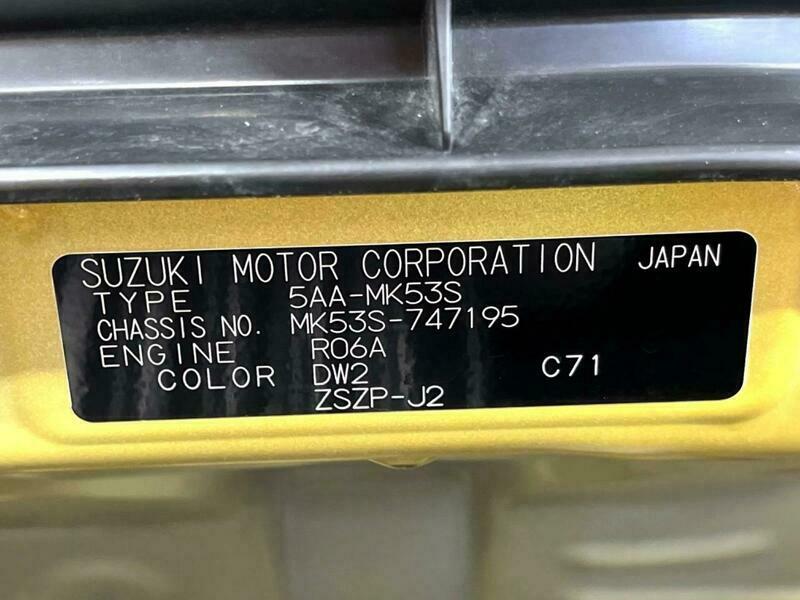 SUZUKI MOTOR CORPORATION JAPAN
TYPE 5AA-MK53S
CHASSIS NO. MK53S-747195
ENGINE R06A
COLOR DW2 C71
ZSZP-J2